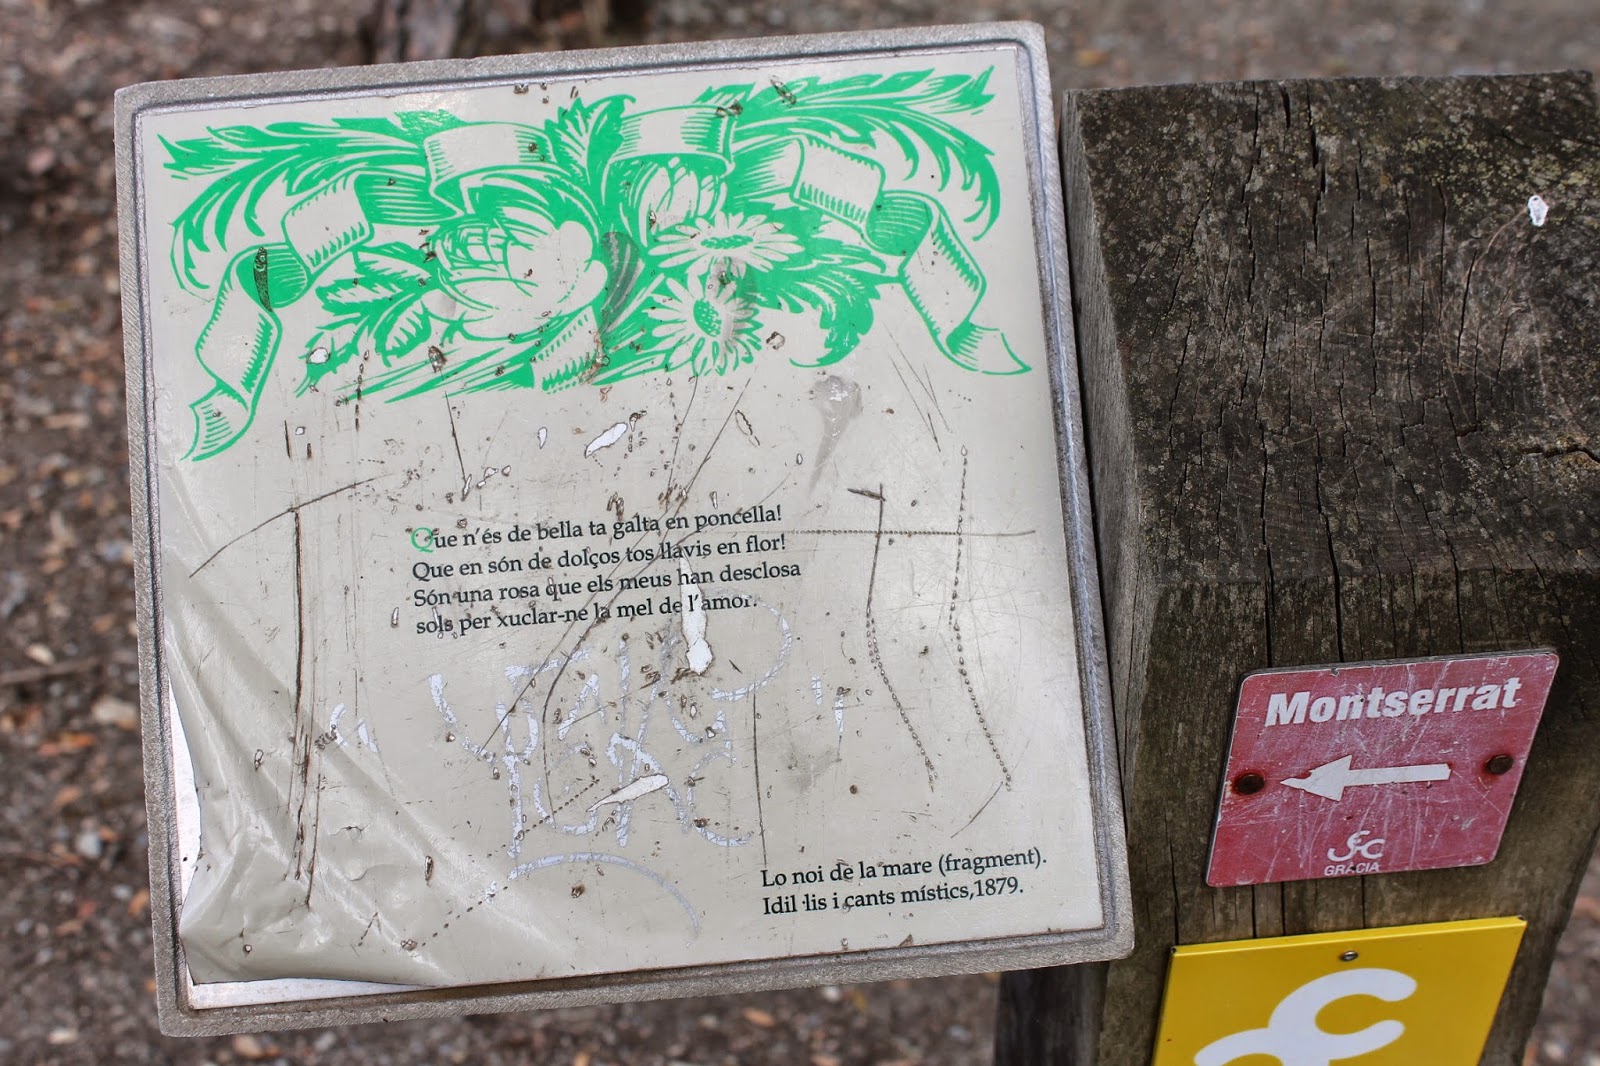 Que n'és de bella ta galta en poncella!
Que en són de dolços tos llavis en flor!
Són una rosa que els meus han desclosa
sols per xuclar-ne la mel de l'amor.
Lo noi de la mare (fragment).
Idil·lis i cants místics,1879.
Montserrat
GRÀCIA